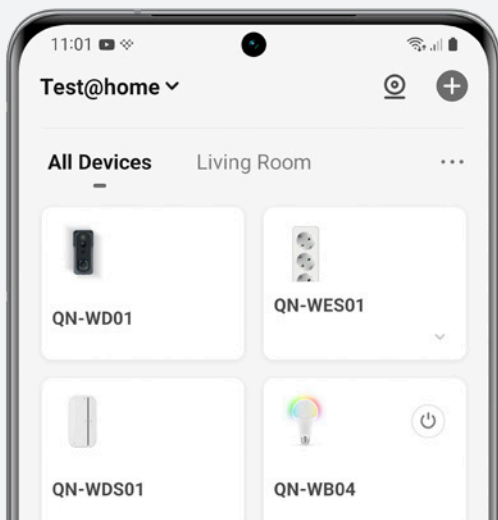 11:01
Test@home
All Devices Living Room
QN-WD01 QN-WES01
QN-WDS01 QN-WB04